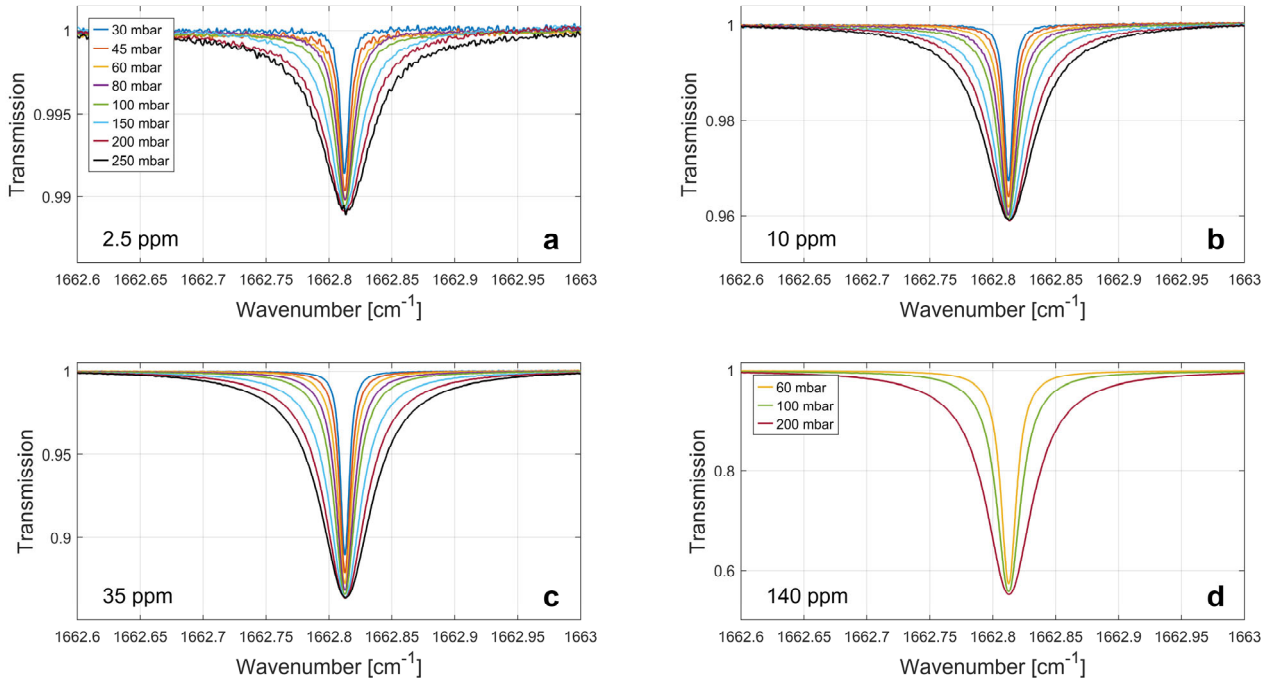 30 mbar
45 mbar
60 mbar
80 mbar
100 mbar
150 mbar
200 mbar
250 mbar
1
0.995
0.99
Transmission
2.5 ppm
a
1662.6 1662.65 1662.7 1662.75 1662.8 1662.85 1662.9 1662.95 1663
Wavenumber [cm-1]
1
0.98
0.96
Transmission
10 ppm
b
1662.6 1662.65 1662.7 1662.75 1662.8 1662.85 1662.9 1662.95 1663
Wavenumber [cm-1]
1
0.95
0.9
Transmission
35 ppm
c
1662.6 1662.65 1662.7 1662.75 1662.8 1662.85 1662.9 1662.95 1663
Wavenumber [cm-1]
60 mbar
100 mbar
200 mbar
1
0.8
0.6
Transmission
140 ppm
d
1662.6 1662.65 1662.7 1662.75 1662.8 1662.85 1662.9 1662.95 1663
Wavenumber [cm-1]